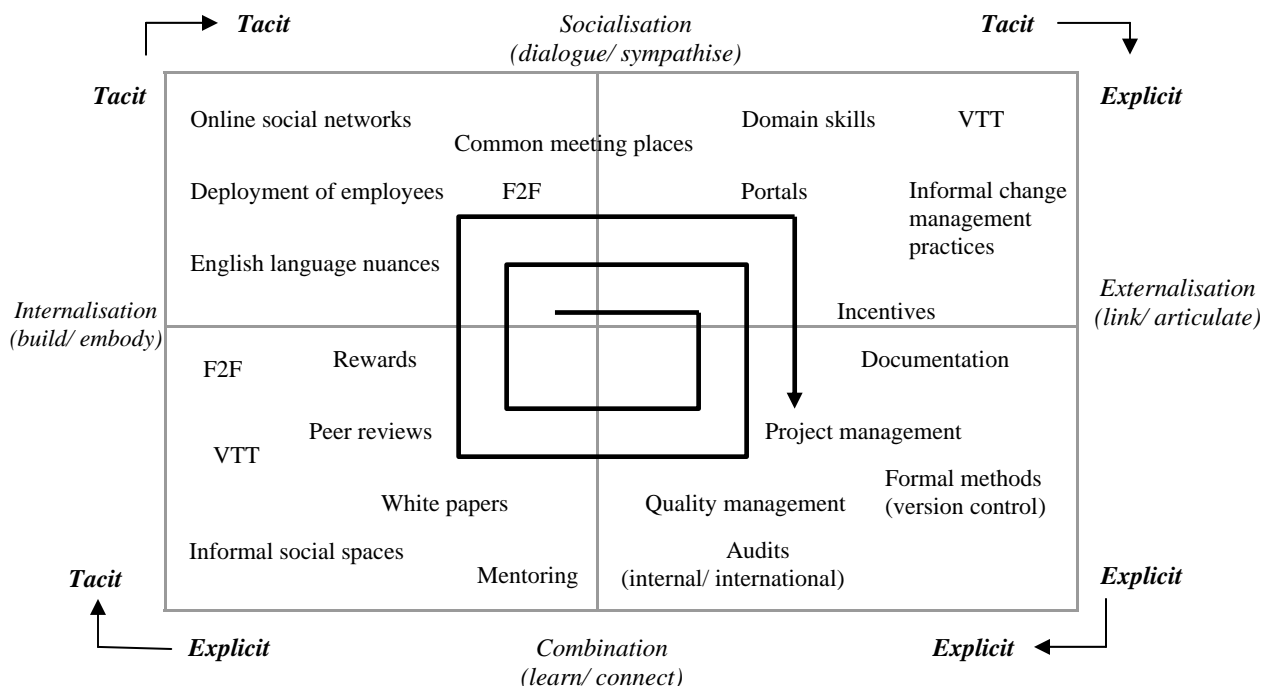 Tacit
Socialisation
(dialogue/ sympathise)
Tacit
Tacit
Explicit
Online social networks
Domain skills
VTT
Common meeting places
Deployment of employees
F2F
Portals
Informal change
management
practices
English language nuances
Internalisation
(build/ embody)
Externalisation
(link/ articulate)
Incentives
F2F
Rewards
Documentation
Peer reviews
VTT
Project management
Formal methods
(version control)
White papers
Quality management
Informal social spaces
Mentoring
Audits
(internal/ international)
Tacit
Explicit
Explicit
Combination
(learn/ connect)
Explicit